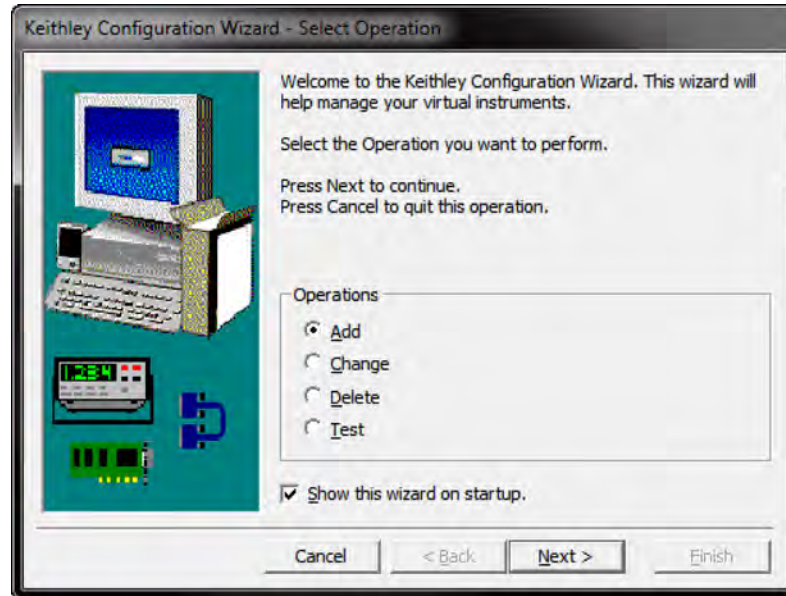 Keithley Configuration Wizard - Select Operation
Welcome to the Keithley Configuration Wizard. This wizard will
help manage your virtual instruments.
Select the Operation you want to perform.
Press Next to continue.
Press Cancel to quit this operation.
Operations
Add
Change
Delete
Test
1.234
Show this wizard on startup.
Cancel
< Back
Next >
Finish